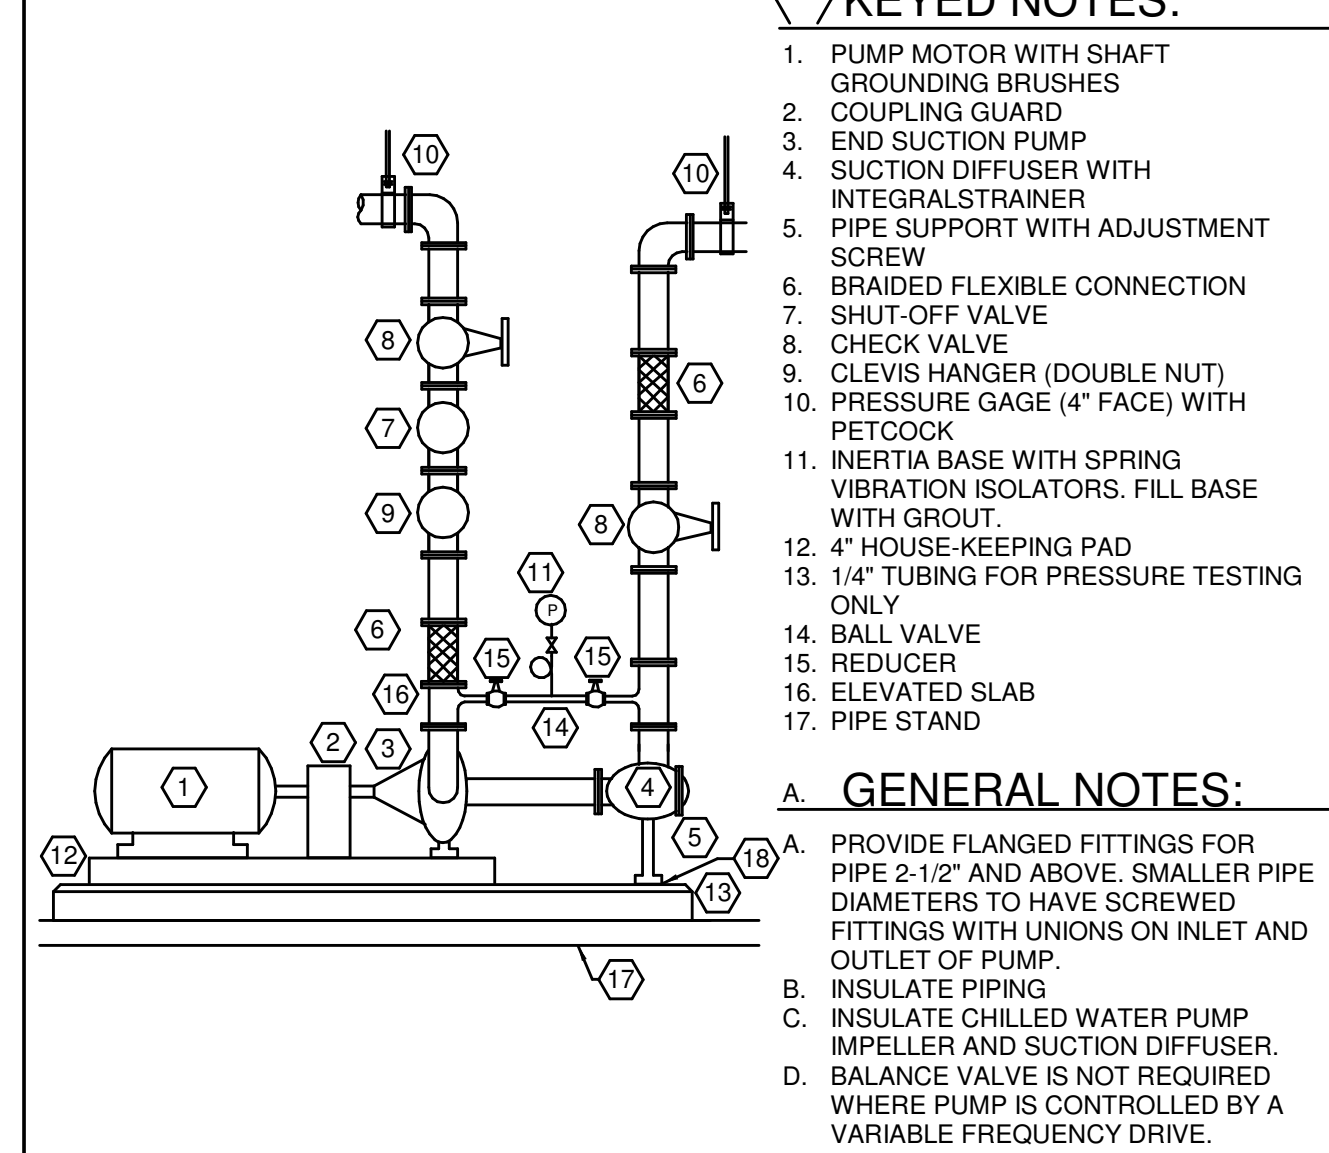 KEYED NOTES:
1. PUMP MOTOR WITH SHAFT
GROUNDING BRUSHES
2. COUPLING GUARD
3. END SUCTION PUMP
4. SUCTION DIFFUSER WITH
INTEGRALSTRAINER
5. PIPE SUPPORT WITH ADJUSTMENT
SCREW
6. BRAIDED FLEXIBLE CONNECTION
7. SHUT-OFF VALVE
8. CHECK VALVE
9. CLEVIS HANGER (DOUBLE NUT)
10. PRESSURE GAGE (4" FACE) WITH
PETCOCK
11. INERTIA BASE WITH SPRING
VIBRATION ISOLATORS. FILL BASE
WITH GROUT.
12. 4" HOUSE-KEEPING PAD
13. 1/4" TUBING FOR PRESSURE TESTING
ONLY
14. BALL VALVE
15. REDUCER
16. ELEVATED SLAB
17. PIPE STAND
A. GENERAL NOTES:
A. PROVIDE FLANGED FITTINGS FOR
PIPE 2-1/2" AND ABOVE. SMALLER PIPE
DIAMETERS TO HAVE SCREWED
FITTINGS WITH UNIONS ON INLET AND
OUTLET OF PUMP.
B. INSULATE PIPING
C. INSULATE CHILLED WATER PUMP
IMPELLER AND SUCTION DIFFUSER.
D. BALANCE VALVE IS NOT REQUIRED
WHERE PUMP IS CONTROLLED BY A
VARIABLE FREQUENCY DRIVE.
10
10
8
6
7
9
8
11
P
6
15
15
16
14
2
3
1
4
5
12
18
13
17